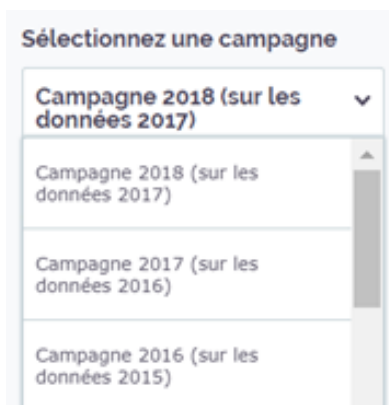 Sélectionnez une campagne
Campagne 2018 (sur les
données 2017)
Campagne 2018 (sur les
données 2017)
Campagne 2017 (sur les
données 2016)
Campagne 2016 (sur les
données 2015)